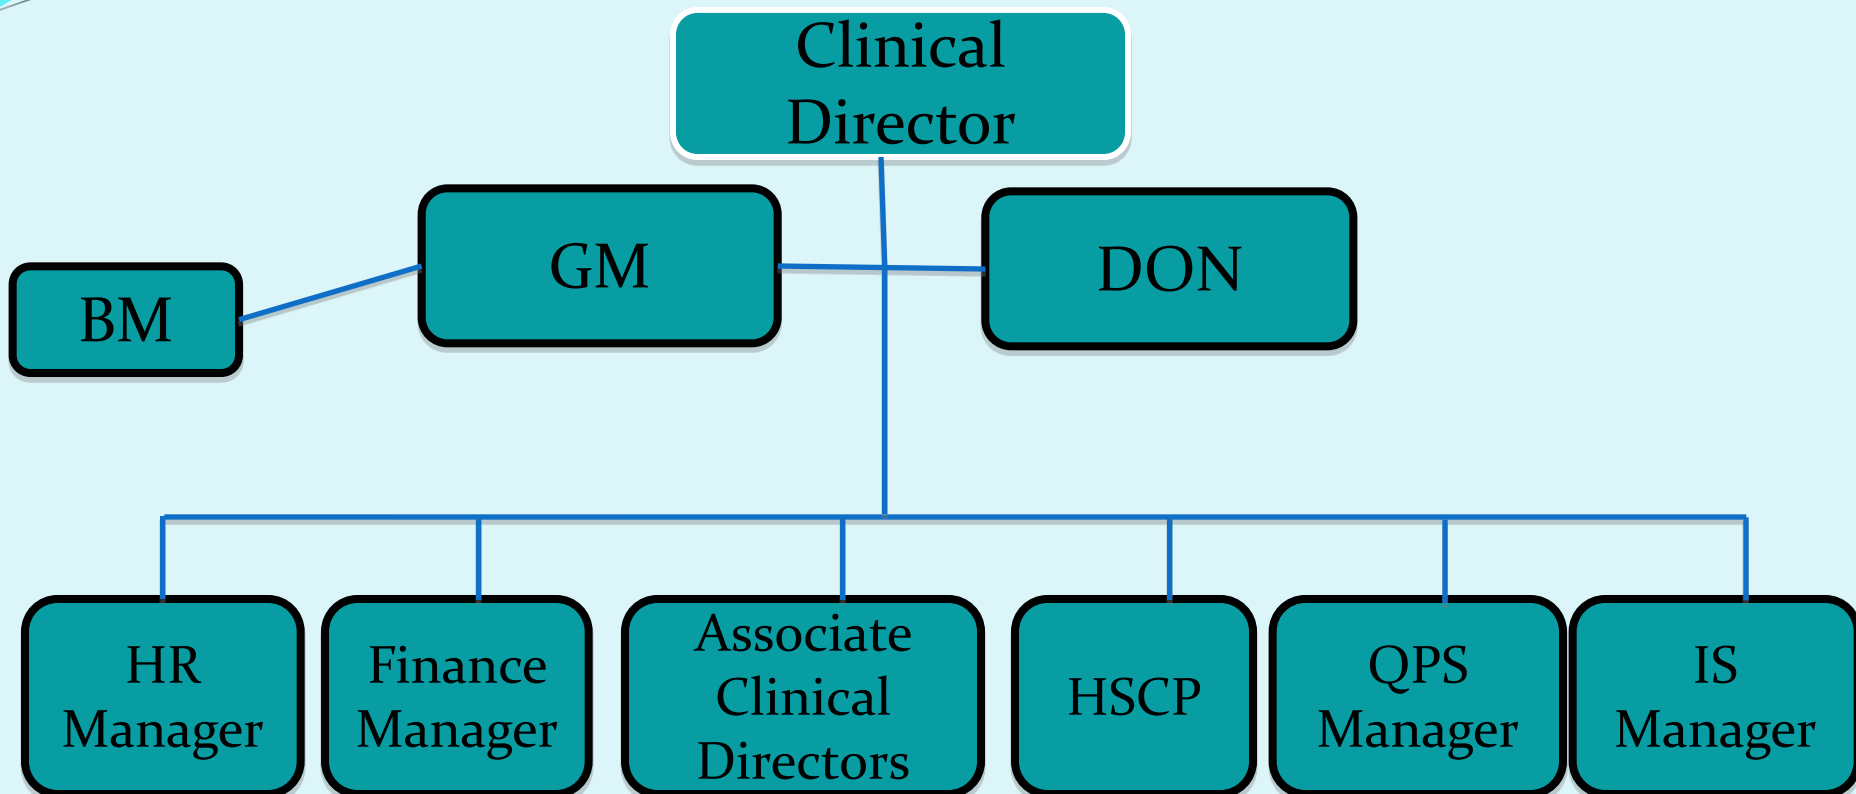 Clinical
Director
GM
DON
BM
HR
Manager
Finance
Manager
Associate
Clinical
Directors
HSCP
QPS
Manager
IS
Manager